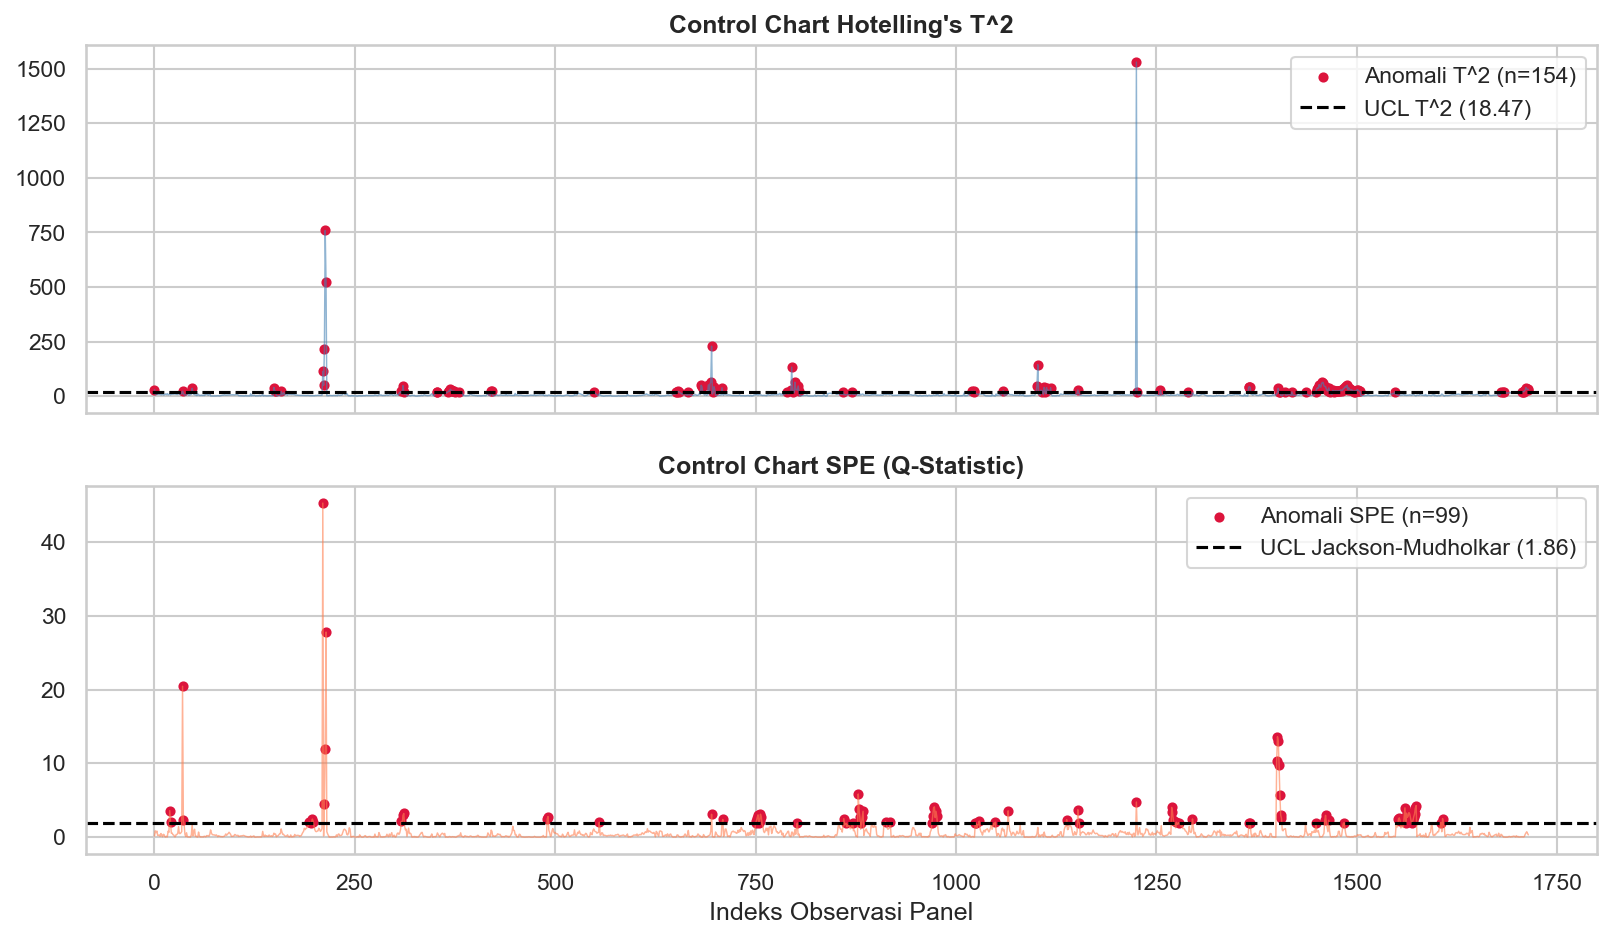 Control Chart Hotelling's T^2
1500
1250
1000
750
500
250
0
Anomali T^2 (n=154)
UCL T^2 (18.47)
Control Chart SPE (Q-Statistic)
40
30
20
10
0
Anomali SPE (n=99)
UCL Jackson-Mudholkar (1.86)
0 250 500 750 1000 1250 1500 1750
Indeks Observasi Panel